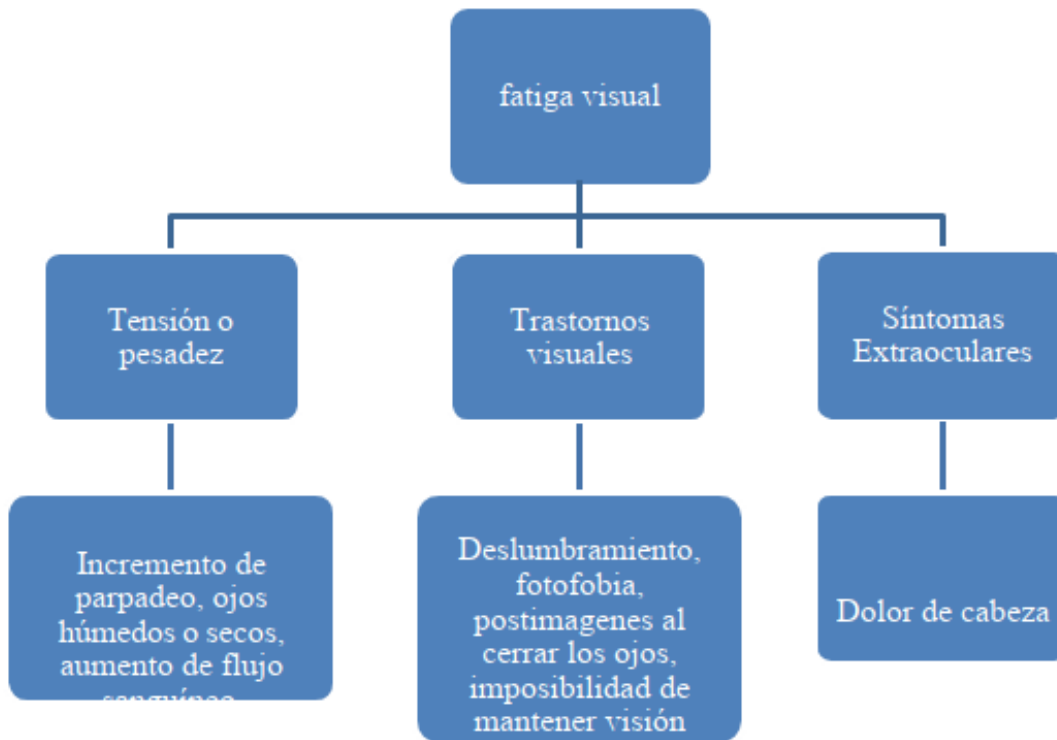 fatiga visual
Tensión o
pesadez
Trastornos
visuales
Síntomas
Extraoculares
Incremento de
parpadeo, ojos
húmedos o secos,
aumento de flujo
sanguíneo
Deslumbramiento,
fotofobia,
postimagenes al
cerrar los ojos,
imposibilidad de
mantener visión
Dolor de cabeza